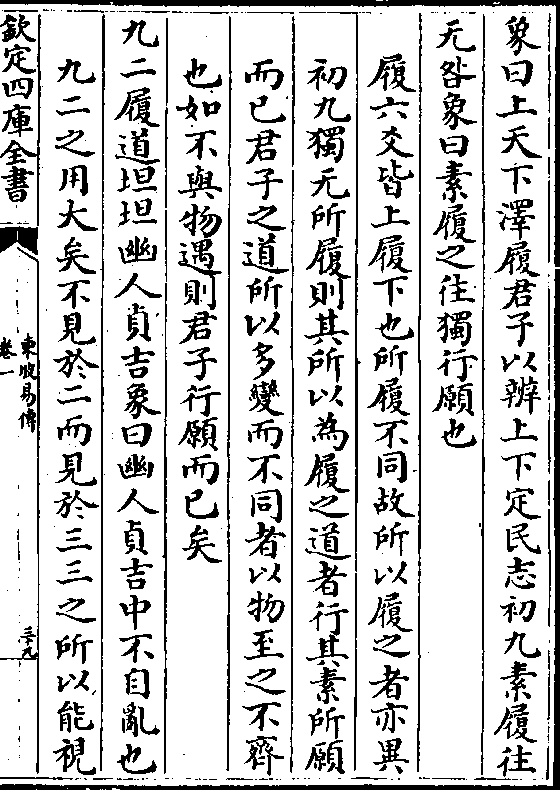 象曰上天下澤履君子以辨上下定民志初九素履往
无咎象曰素履之往獨行願也
履六爻皆上履下也所履不同故所以履之者亦異
初九獨无所履則其所以為履之道者行其素所願
而已君子之道所以多變而不同者以物至之不齊
也如不與物遇則君子行願而已矣
九二履道坦坦幽人貞吉象曰幽人貞吉中不自亂也
九二之用大矣不見於二而見於三三之所以能視
欽定四庫全書
東坡易傳
卷一
三十九